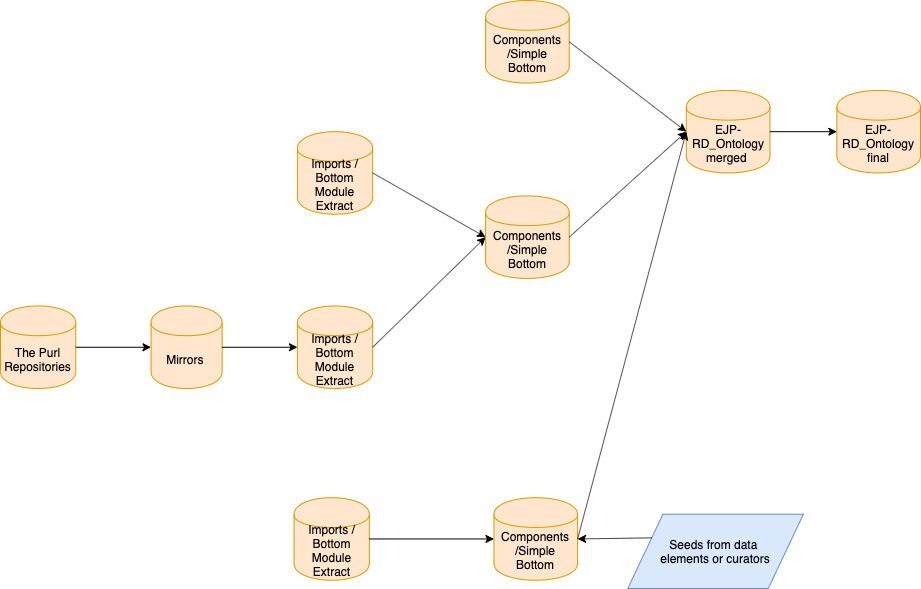 Components
/Simple
Bottom
EJP-
RD_Ontology
merged
EJP-
RD_Ontology
final
Imports /
Bottom
Module
Extract
Components
/Simple
Bottom
The Purl
Repositories
Mirrors
Imports /
Bottom
Module
Extract
Imports /
Bottom
Module
Extract
Components
/Simple
Bottom
Seeds from data
elements or curators